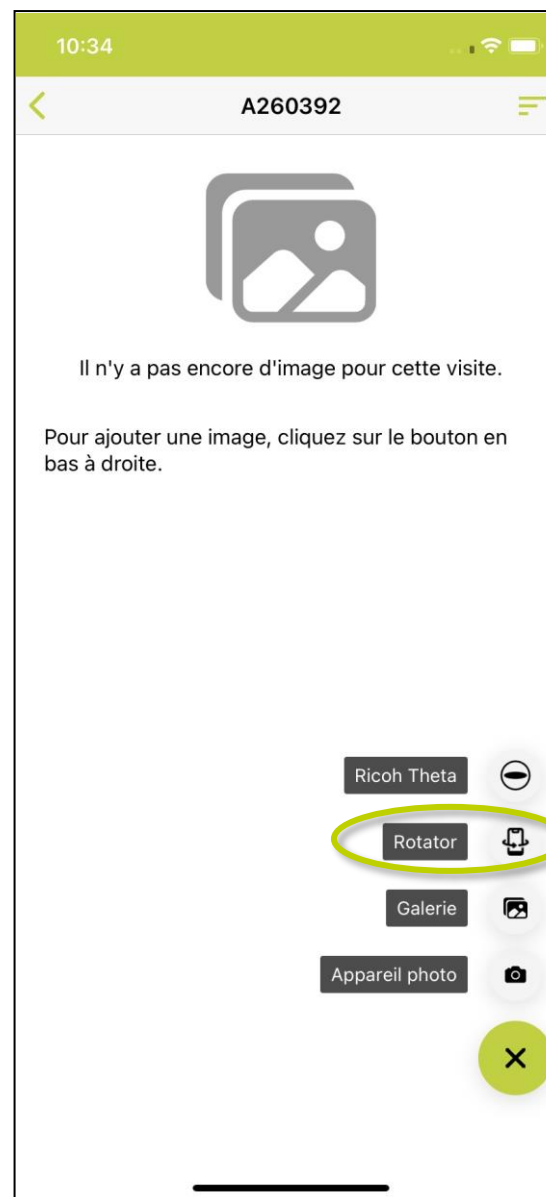 10:34
A260392
Il n'y a pas encore d'image pour cette visite.
Pour ajouter une image, cliquez sur le bouton en
bas à droite.
Ricoh Theta
Rotator
Galerie
Appareil photo